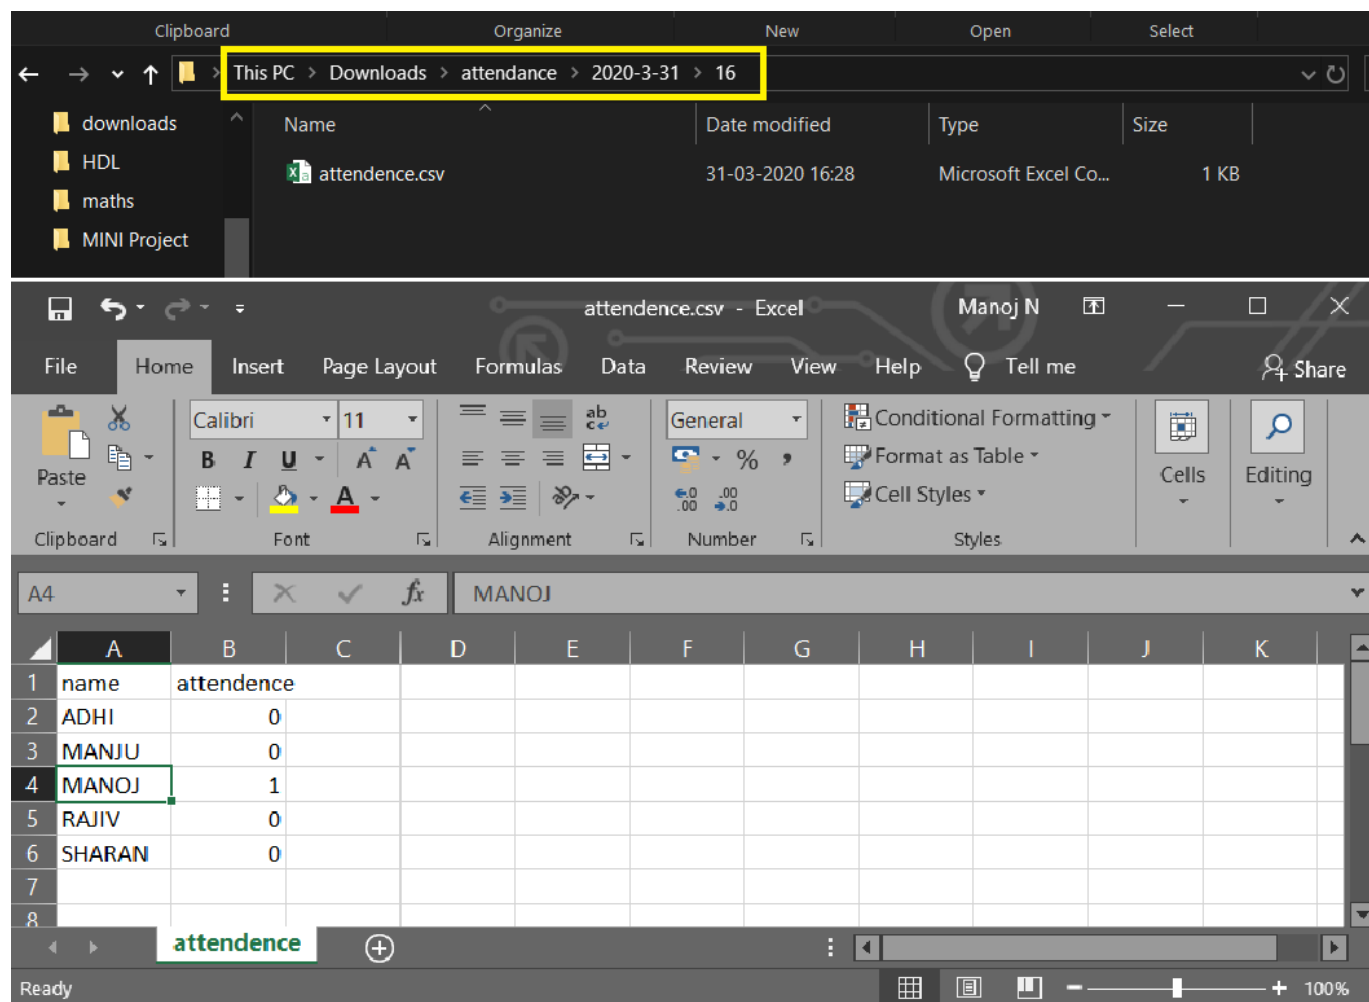 Clipboard Organize New Open Select
This PC > Downloads > attendance > 2020-3-31 > 16
downloads Name Date modified Type Size
HDL attendence.csv 31-03-2020 16:28 Microsoft Excel Co... 1 KB
maths
MINI Project
attendence.csv - Excel Manoj N
File Home Insert Page Layout Formulas Data Review View Help Tell me Share
Calibri 11 ab General Conditional Formatting
Paste B I U A A % , Format as Table Cells Editing
A .00 .0 Cell Styles
Clipboard Font Alignment Number Styles
A4 fx MANOJ
A B C D E F G H I J K
1 name attendence
2 ADHI 0
3 MANJU 0
4 MANOJ 1
5 RAJIV 0
6 SHARAN 0
7
8
attendence
Ready 100%